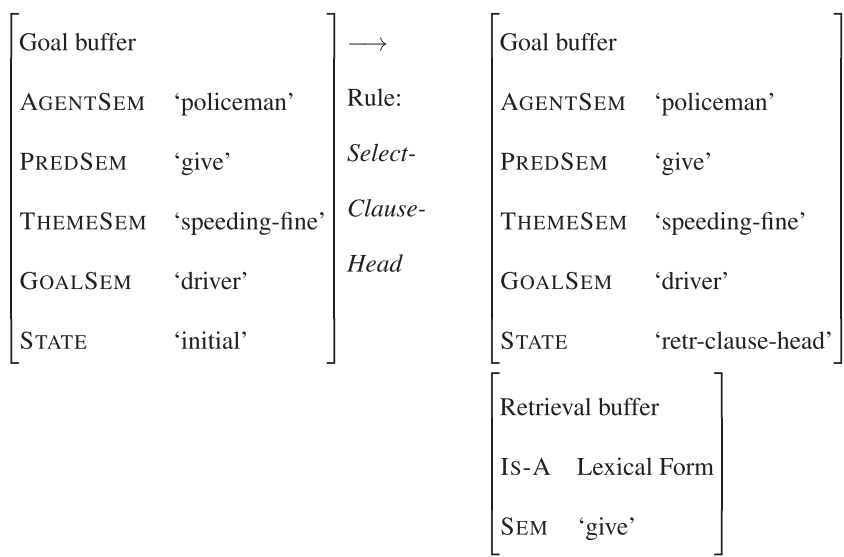 Goal buffer
AGENTSEM ‘policeman’
PREDSEM ‘give’
THEMESEM ‘speeding-fine’
GOALSEM ‘driver’
STATE ‘initial’
→
Rule:
Select-
Clause-
Head
Goal buffer
AGENTSEM ‘policeman’
PREDSEM ‘give’
THEMESEM ‘speeding-fine’
GOALSEM ‘driver’
STATE ‘retr-clause-head’
Retrieval buffer
IS-A Lexical Form
SEM ‘give’